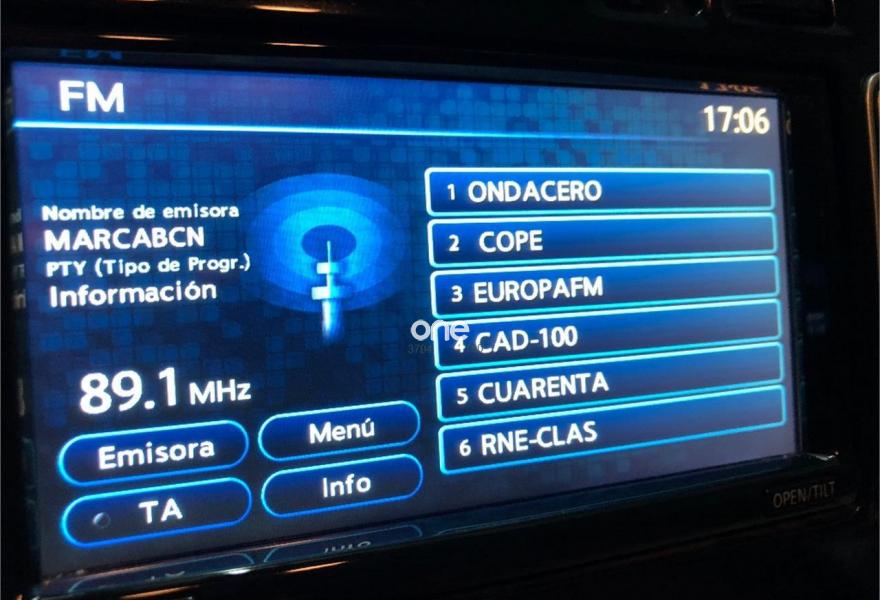 FM
17:06
Nombre de emisora
MARCABCN
PTY (Tipo de Progr.)
Información
89.1 MHz
Emisora
Menú
TA
Info
1 ONDACERO
2 COPE
3 EUROPAFM
4 CAD-100
5 CUARENTA
6 RNE-CLAS
one
OPEN/TILT